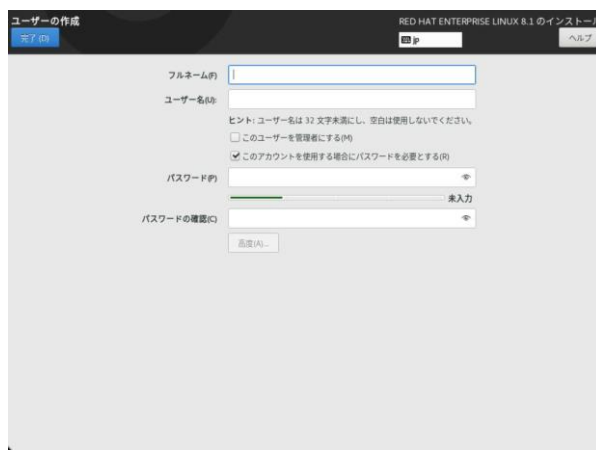 ユーザーの作成
RED HAT ENTERPRISE LINUX 8.1 のインストール
完了(D)
jp
ヘルプ
フルネーム(F)
ユーザー名(U)
ヒント: ユーザー名は 32 文字未満にし、空白は使用しないでください。
このユーザーを管理者にする(M)
このアカウントを使用する場合にパスワードを必要とする(R)
パスワード(P)
未入力
パスワードの確認(C)
高度(A)...